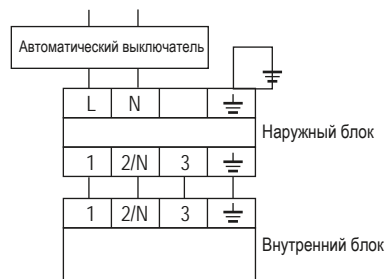 Автоматический выключатель
L N
Наружный блок
1 2/N 3
1 2/N 3
Внутренний блок